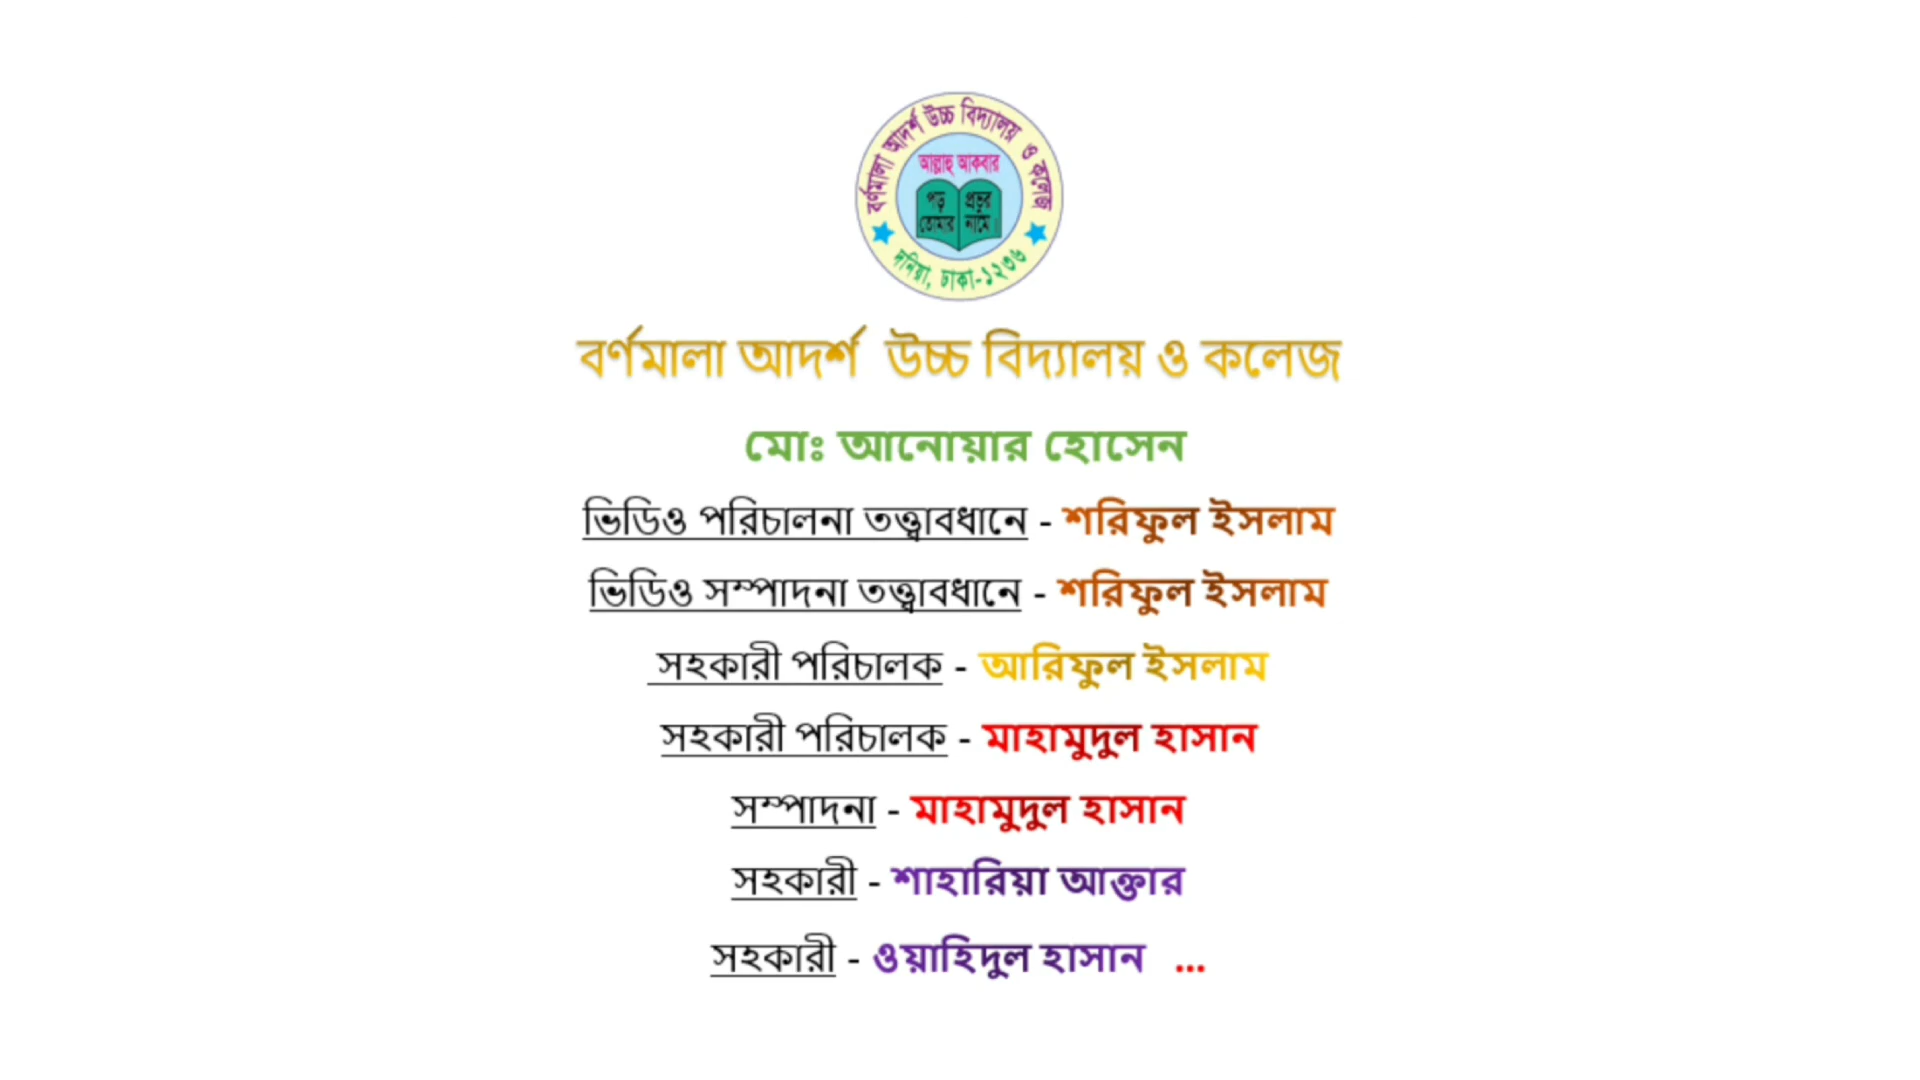 বর্ণমালা আদর্শ উচ্চ বিদ্যালয় ও কলেজ
আল্লাহু আকবার
পড় প্রভুর
তোমার নামে।
দনিয়া, ঢাকা-১২৩৬
বর্ণমালা আদর্শ উচ্চ বিদ্যালয় ও কলেজ
মোঃ আনোয়ার হোসেন
ভিডিও পরিচালনা তত্ত্বাবধানে - শরিফুল ইসলাম
ভিডিও সম্পাদনা তত্ত্বাবধানে - শরিফুল ইসলাম
সহকারী পরিচালক - আরিফুল ইসলাম
সহকারী পরিচালক - মাহামুদুল হাসান
সম্পাদনা - মাহামুদুল হাসান
সহকারী - শাহারিয়া আক্তার
সহকারী - ওয়াহিদুল হাসান ...